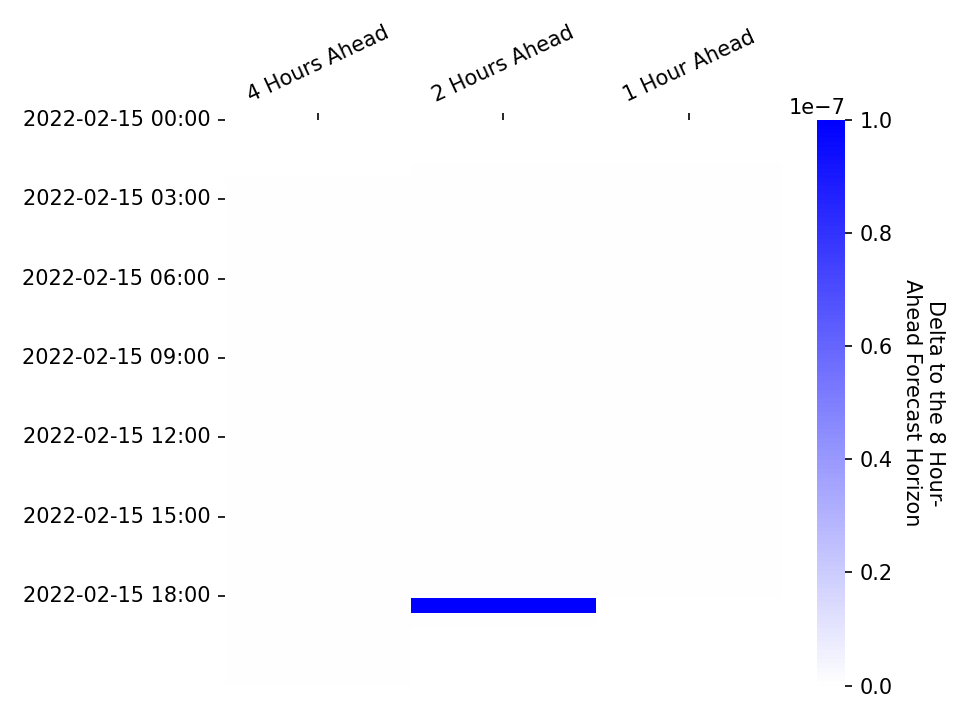 4 Hours Ahead
2 Hours Ahead
1 Hour Ahead
2022-02-15 00:00
2022-02-15 03:00
2022-02-15 06:00
2022-02-15 09:00
2022-02-15 12:00
2022-02-15 15:00
2022-02-15 18:00
1e−7
1.0
0.8
0.6
0.4
0.2
0.0
Delta to the 8 Hour-
Ahead Forecast Horizon